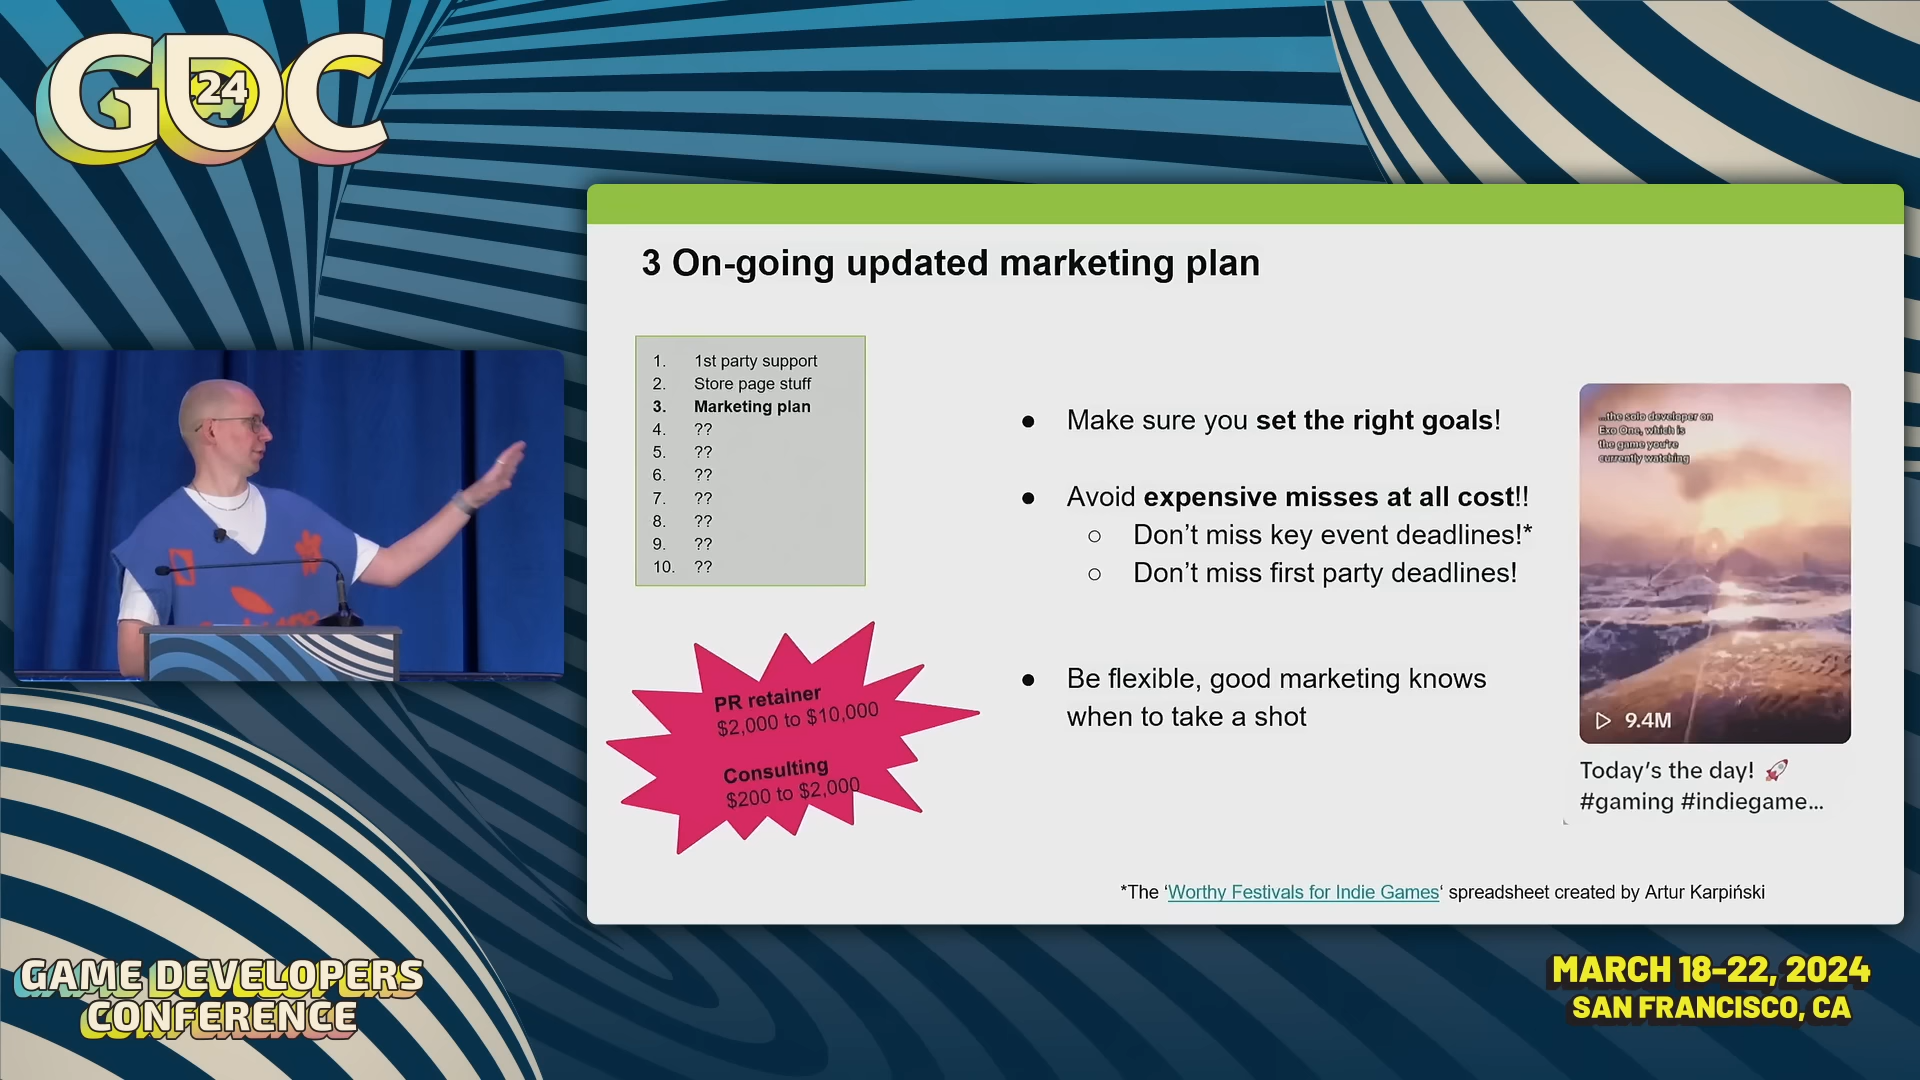 GDC
24
3 On-going updated marketing plan
1. 1st party support
2. Store page stuff
3. Marketing plan
4. ??
5. ??
6. ??
7. ??
8. ??
9. ??
10. ??
● Make sure you set the right goals!
● Avoid expensive misses at all cost!!
○ Don’t miss key event deadlines!*
○ Don’t miss first party deadlines!
● Be flexible, good marketing knows
when to take a shot
PR retainer
$2,000 to $10,000
Consulting
$200 to $2,000
...the solo developer on
Exo One, which is
the game you're
currently watching
9.4M
Today’s the day! 🚀
#gaming #indiegame...
*The ‘Worthy Festivals for Indie Games‘ spreadsheet created by Artur Karpiński
GAME DEVELOPERS
CONFERENCE
MARCH 18-22, 2024
SAN FRANCISCO, CA